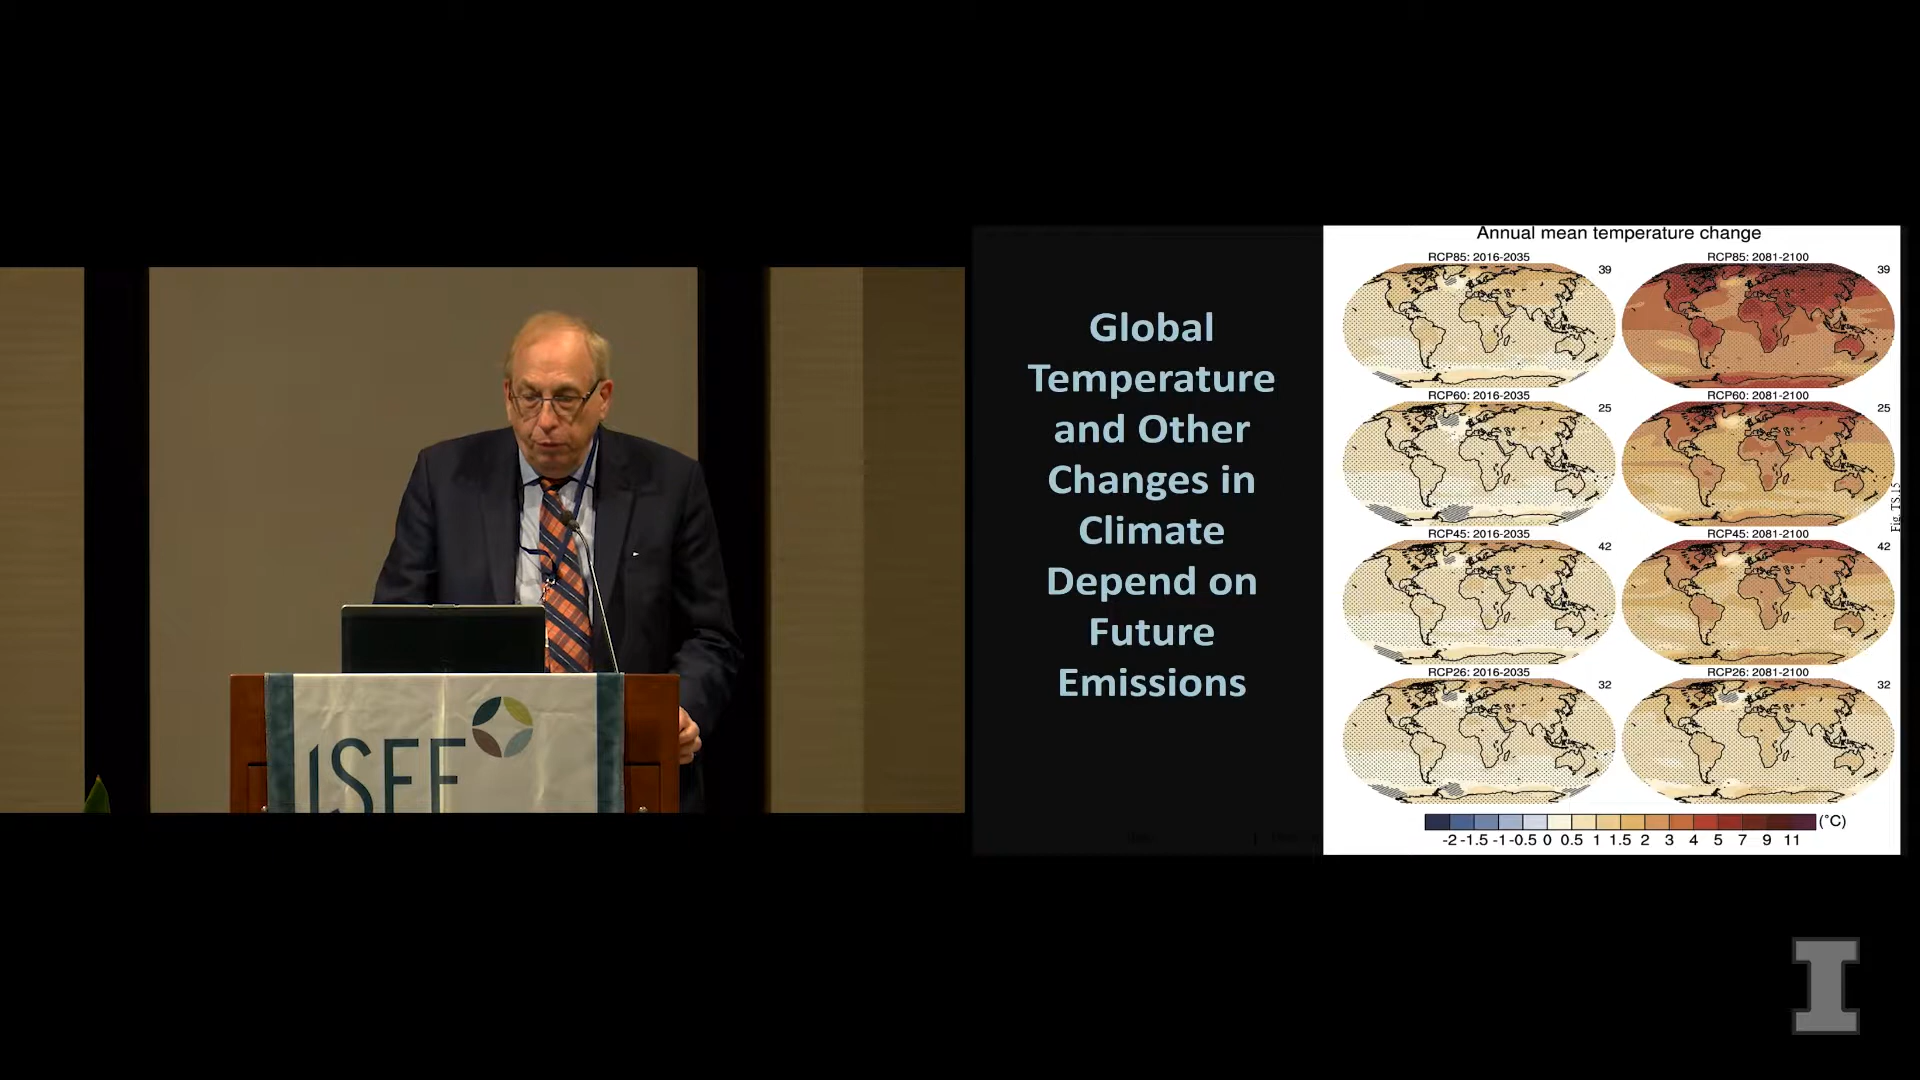 ISEE
Global
Temperature
and Other
Changes in
Climate
Depend on
Future
Emissions
Annual mean temperature change
RCP85: 2016-2035
39
RCP85: 2081-2100
39
RCP60: 2016-2035
25
RCP60: 2081-2100
25
RCP45: 2016-2035
42
RCP45: 2081-2100
42
RCP26: 2016-2035
32
RCP26: 2081-2100
32
Fig. TS.15
(°C)
-2 -1.5 -1 -0.5 0 0.5 1 1.5 2 3 4 5 7 9 11
I